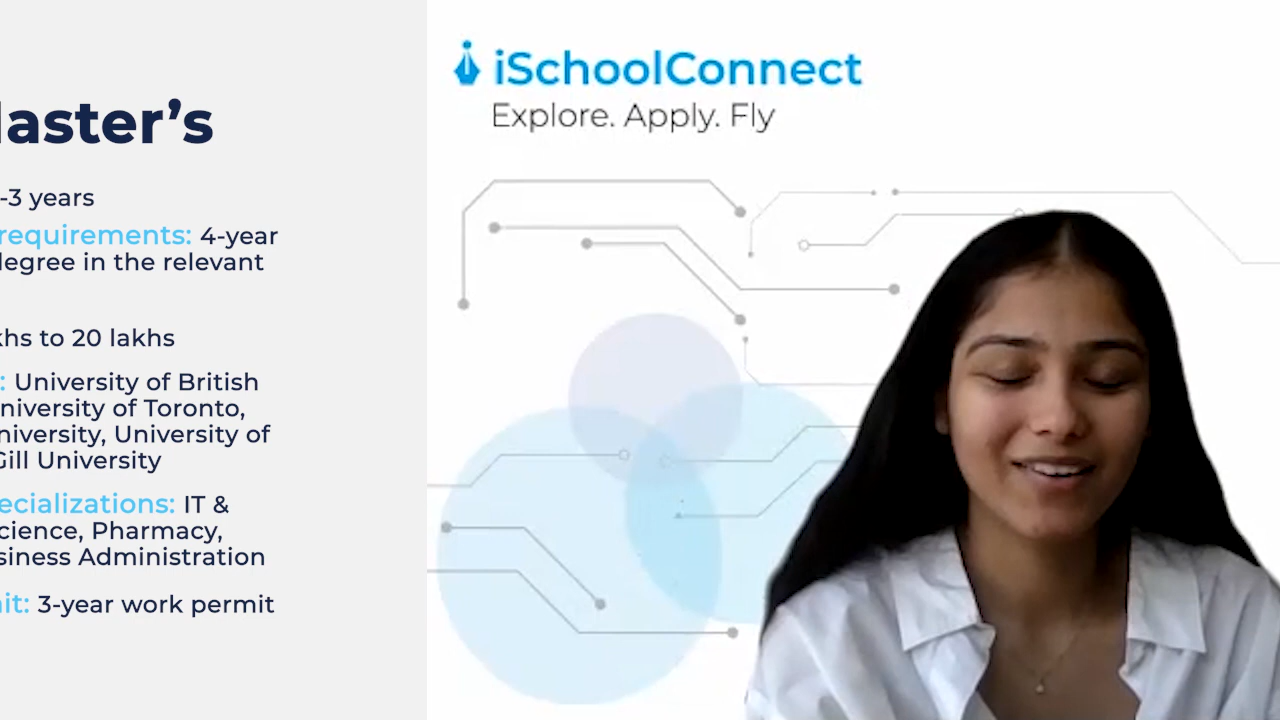 laster's
-3 years
requirements: 4-year
legree in the relevant
khs to 20 lakhs
: University of British
niversity of Toronto,
niversity, University of
Gill University
ecializations: IT &
cience, Pharmacy,
siness Administration
it: 3-year work permit
iSchoolConnect
Explore. Apply. Fly